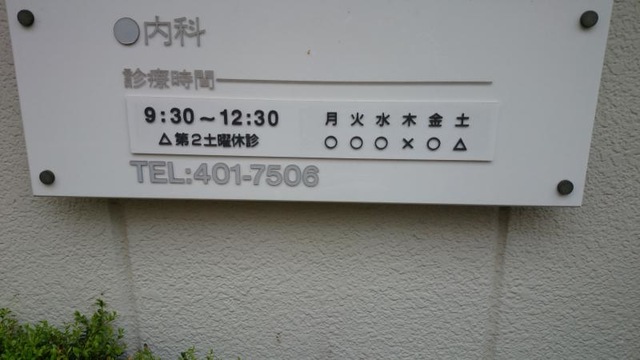 ●内科
診療時間
9:30～12:30 月 火 水 木 金 土
△第2土曜休診 ○ ○ ○ × ○ △
TEL:401-7506